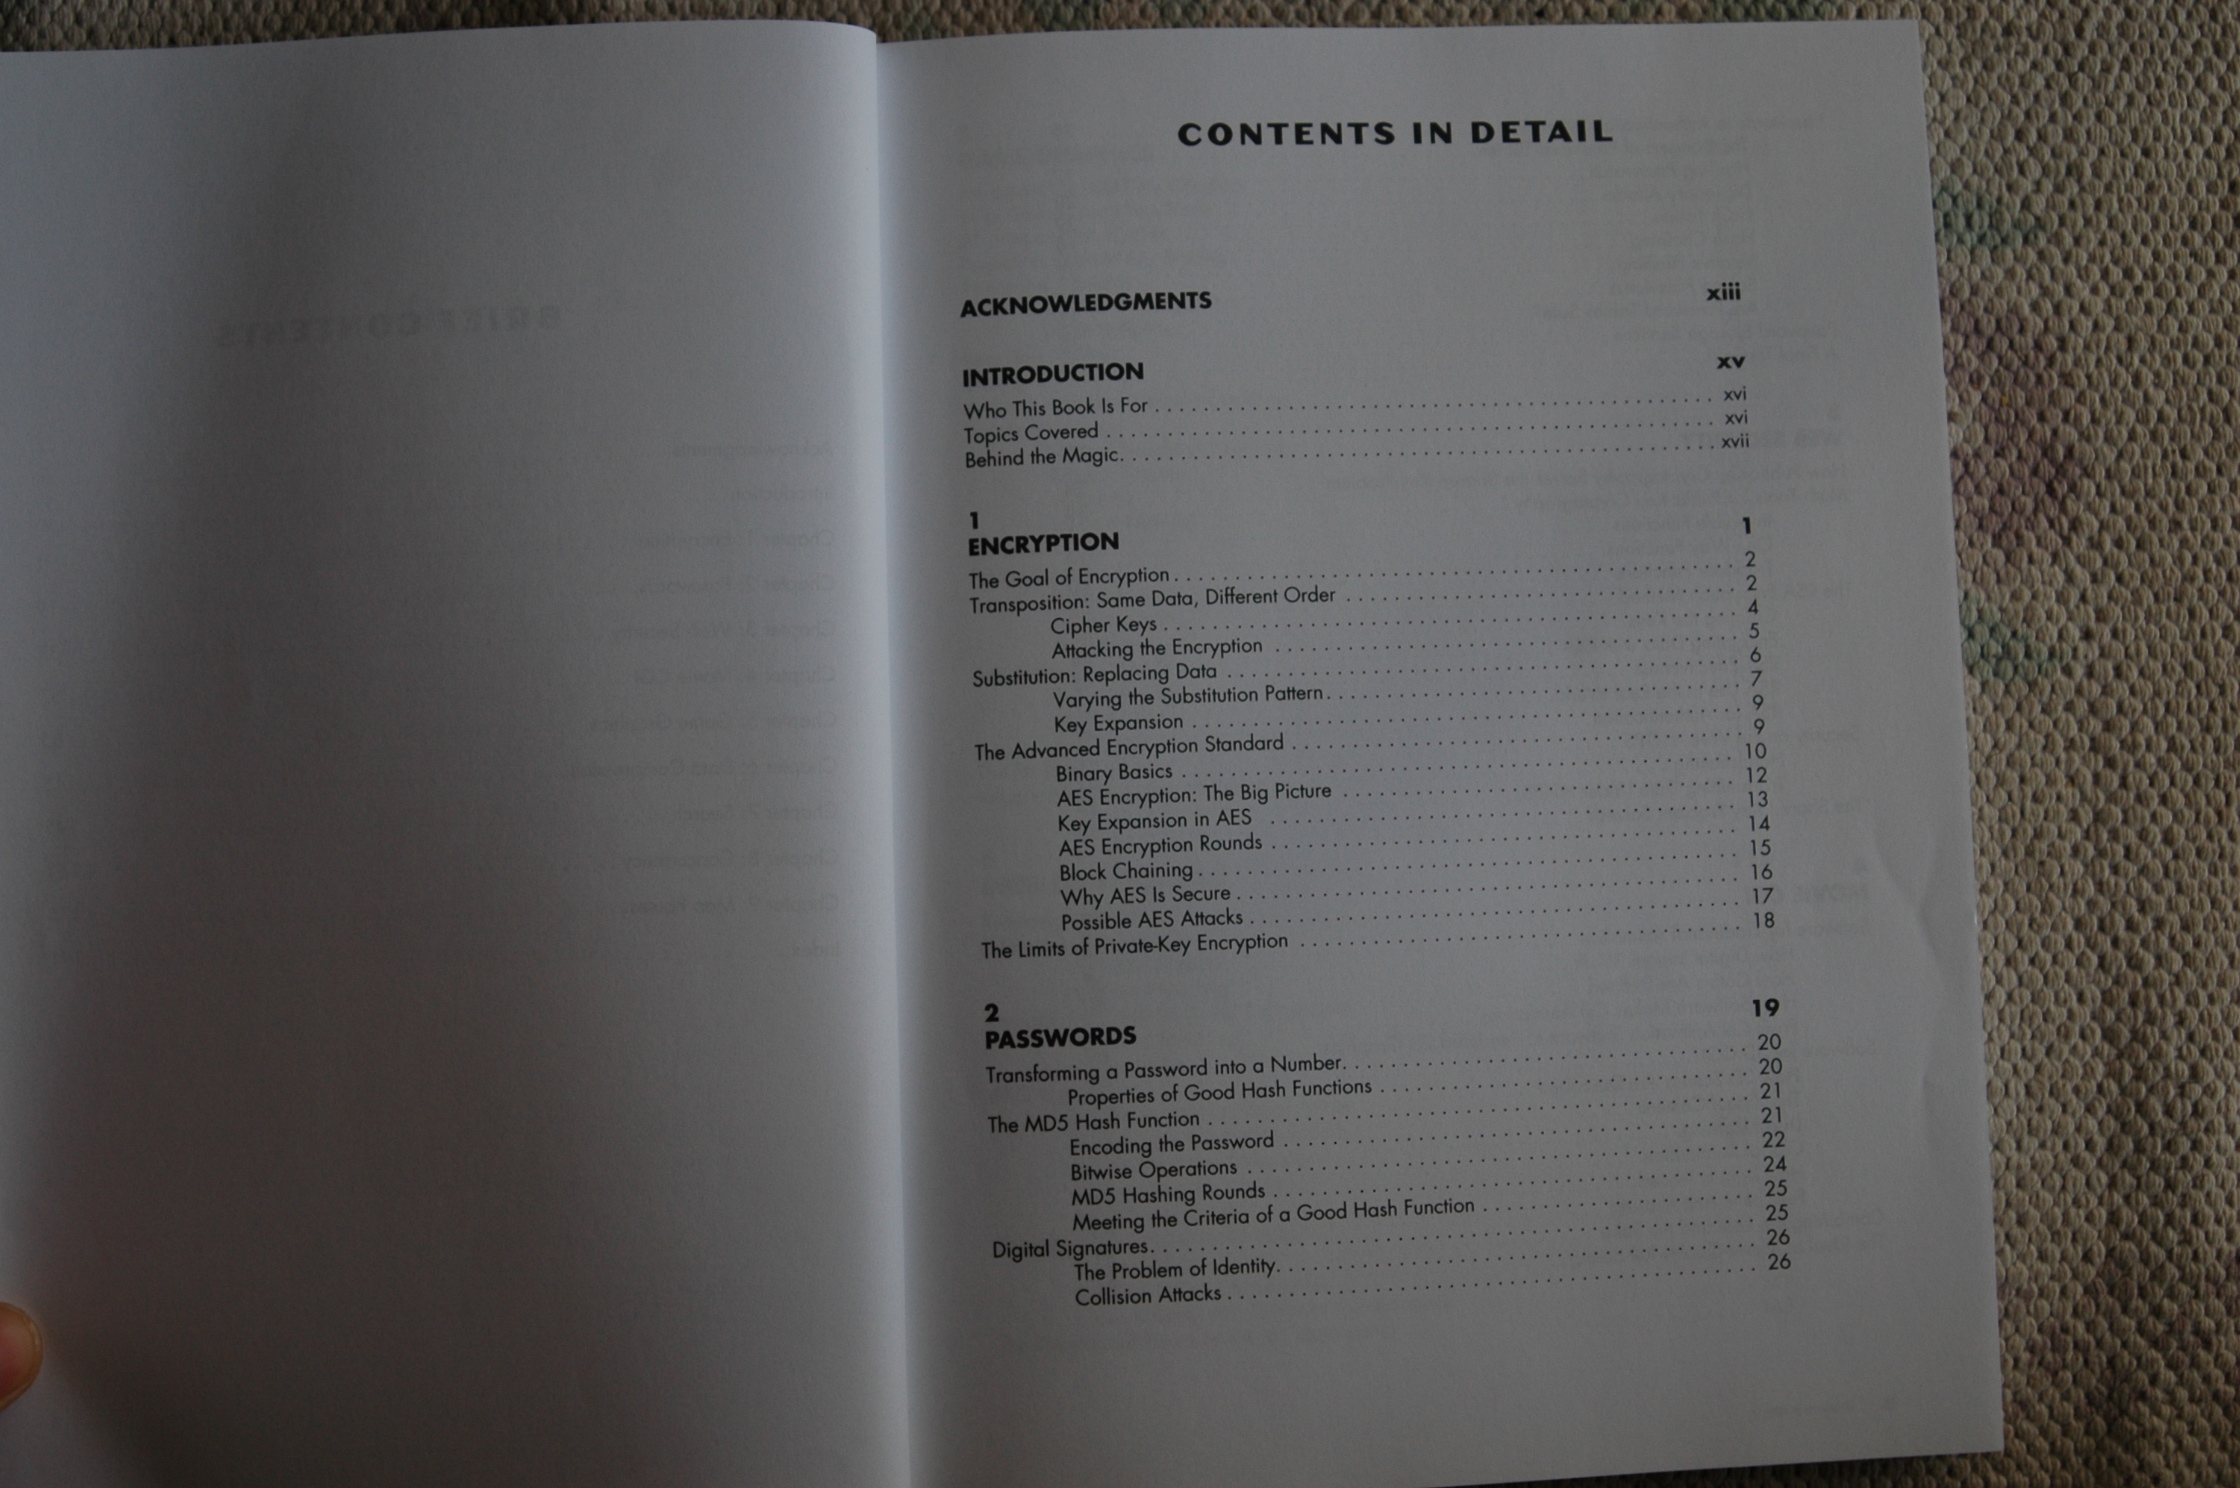 CONTENTS IN DETAIL
ACKNOWLEDGMENTS xiii
INTRODUCTION xv
Who This Book Is For . . . . . . . . . . xvi
Topics Covered . . . . . . . . . . xvi
Behind the Magic. . . . . . . . . . . xvii
1
ENCRYPTION 1
The Goal of Encryption . . . . . . . . . . 2
Transposition: Same Data, Different Order . . . . . . . . . . 2
Cipher Keys . . . . . . . . . . 4
Attacking the Encryption . . . . . . . . . . 5
Substitution: Replacing Data . . . . . . . . . . 6
Varying the Substitution Pattern . . . . . . . . . . 7
Key Expansion . . . . . . . . . . 9
The Advanced Encryption Standard . . . . . . . . . . 9
Binary Basics . . . . . . . . . . 10
AES Encryption: The Big Picture . . . . . . . . . . 12
Key Expansion in AES . . . . . . . . . . 13
AES Encryption Rounds . . . . . . . . . . 14
Block Chaining . . . . . . . . . . 15
Why AES Is Secure . . . . . . . . . . 16
Possible AES Attacks . . . . . . . . . . 17
The Limits of Private-Key Encryption . . . . . . . . . . 18
2
PASSWORDS 19
Transforming a Password into a Number. . . . . . . . . . . 20
Properties of Good Hash Functions . . . . . . . . . . 20
The MD5 Hash Function . . . . . . . . . . 21
Encoding the Password . . . . . . . . . . 21
Bitwise Operations . . . . . . . . . . 22
MD5 Hashing Rounds . . . . . . . . . . 24
Meeting the Criteria of a Good Hash Function . . . . . . . . . . 25
Digital Signatures. . . . . . . . . . . 25
The Problem of Identity. . . . . . . . . . . 26
Collision Attacks . . . . . . . . . . 26